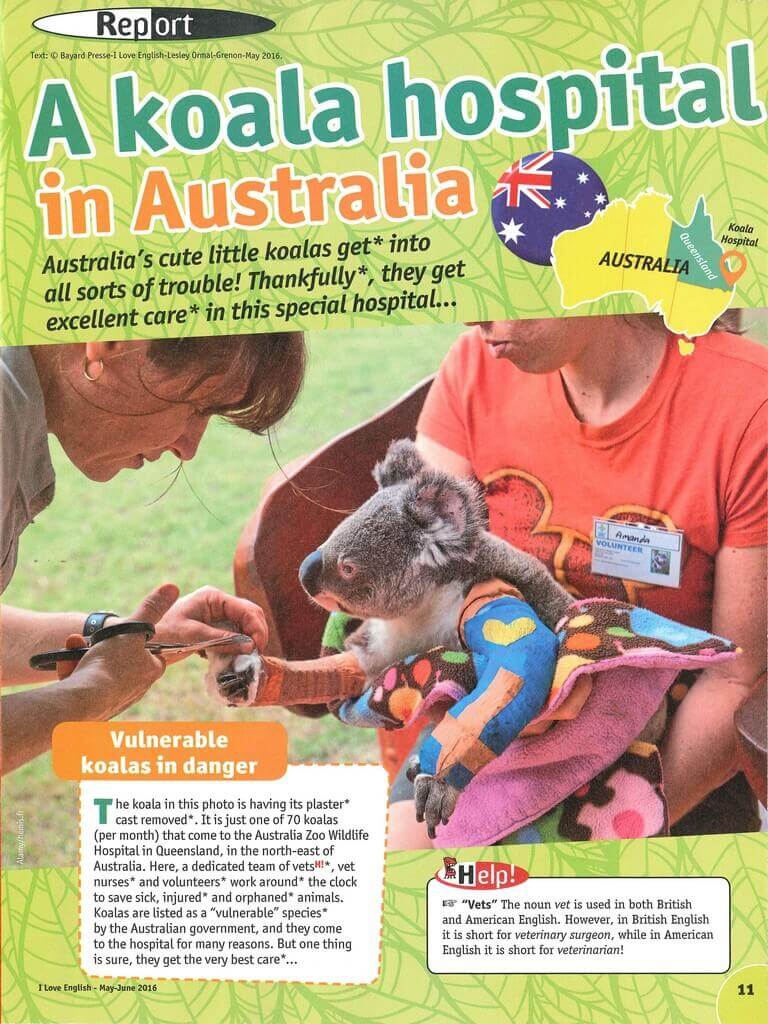 Report
Text: © Bayard Presse-I Love English-Lesley Ormal-Grenon-May 2016.
A koala hospital
in Australia
Australia's cute little koalas get* into
all sorts of trouble! Thankfully*, they get
excellent care* in this special hospital...
AUSTRALIA
Queensland
Koala
Hospital
Amanda
VOLUNTEER
Vulnerable
koalas in danger
The koala in this photo is having its plaster*
cast removed*. It is just one of 70 koalas
(per month) that come to the Australia Zoo Wildlife
Hospital in Queensland, in the north-east of
Australia. Here, a dedicated team of vetsH!*, vet
nurses* and volunteers* work around* the clock
to save sick, injured* and orphaned* animals.
Koalas are listed as a "vulnerable" species*
by the Australian government, and they come
to the hospital for many reasons. But one thing
is sure, they get the very best care*...
Alamy/hemis.fr
Help!
"Vets" The noun vet is used in both British
and American English. However, in British English
it is short for veterinary surgeon, while in American
English it is short for veterinarian!
I Love English - May-June 2016
11